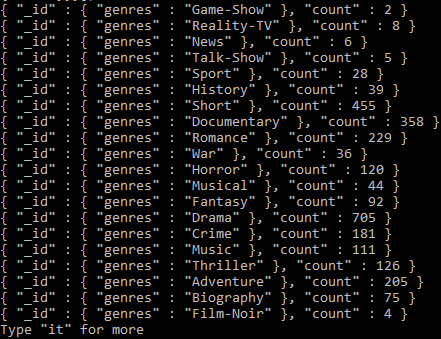 { "_id" : { "genres" : "Game-Show" }, "count" : 2 }
{ "_id" : { "genres" : "Reality-TV" }, "count" : 8 }
{ "_id" : { "genres" : "News" }, "count" : 6 }
{ "_id" : { "genres" : "Talk-Show" }, "count" : 5 }
{ "_id" : { "genres" : "Sport" }, "count" : 28 }
{ "_id" : { "genres" : "History" }, "count" : 39 }
{ "_id" : { "genres" : "Short" }, "count" : 455 }
{ "_id" : { "genres" : "Documentary" }, "count" : 358 }
{ "_id" : { "genres" : "Romance" }, "count" : 229 }
{ "_id" : { "genres" : "War" }, "count" : 36 }
{ "_id" : { "genres" : "Horror" }, "count" : 120 }
{ "_id" : { "genres" : "Musical" }, "count" : 44 }
{ "_id" : { "genres" : "Fantasy" }, "count" : 92 }
{ "_id" : { "genres" : "Drama" }, "count" : 705 }
{ "_id" : { "genres" : "Crime" }, "count" : 181 }
{ "_id" : { "genres" : "Music" }, "count" : 111 }
{ "_id" : { "genres" : "Thriller" }, "count" : 126 }
{ "_id" : { "genres" : "Adventure" }, "count" : 205 }
{ "_id" : { "genres" : "Biography" }, "count" : 75 }
{ "_id" : { "genres" : "Film-Noir" }, "count" : 4 }
Type "it" for more